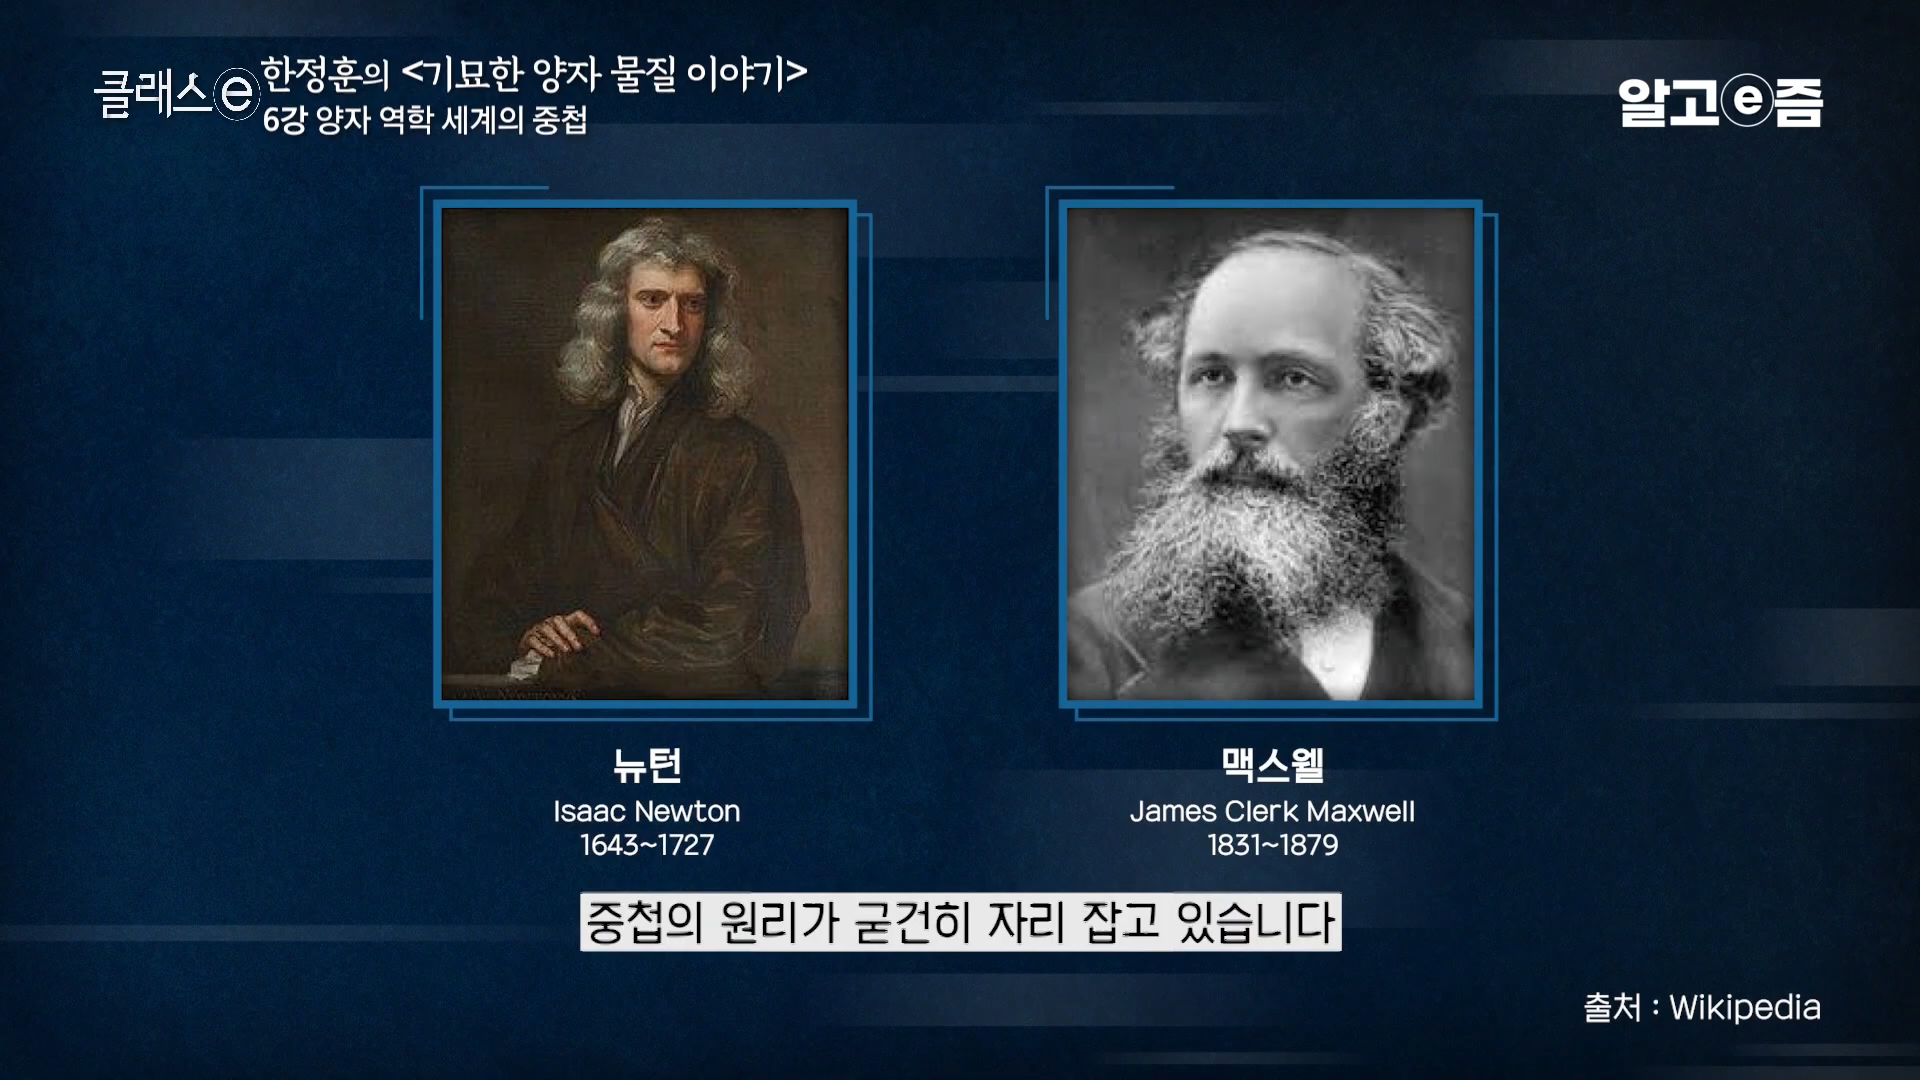 클래스e
한정훈의 <기묘한 양자 물질 이야기>
6강 양자 역학 세계의 중첩
알고e즘
뉴턴
Isaac Newton
1643~1727
맥스웰
James Clerk Maxwell
1831~1879
중첩의 원리가 굳건히 자리 잡고 있습니다
출처 : Wikipedia